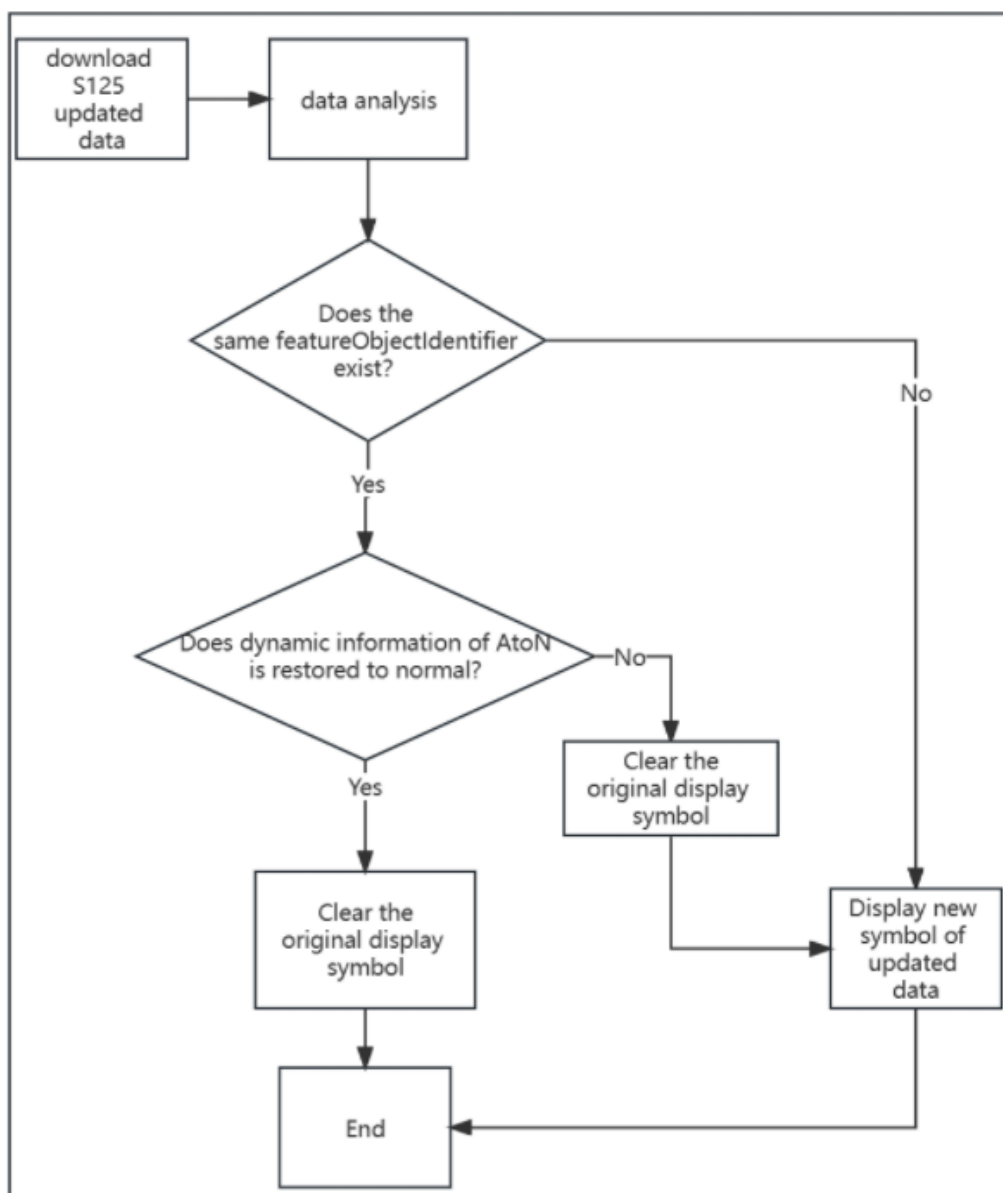 download
S125
updated
data
data analysis
Does the
same featureObjectIdentifier
exist?
No
Yes
Does dynamic information of AtoN
is restored to normal?
No
Yes
Clear the
original display
symbol
Clear the
original display
symbol
Display new
symbol of
updated
data
End